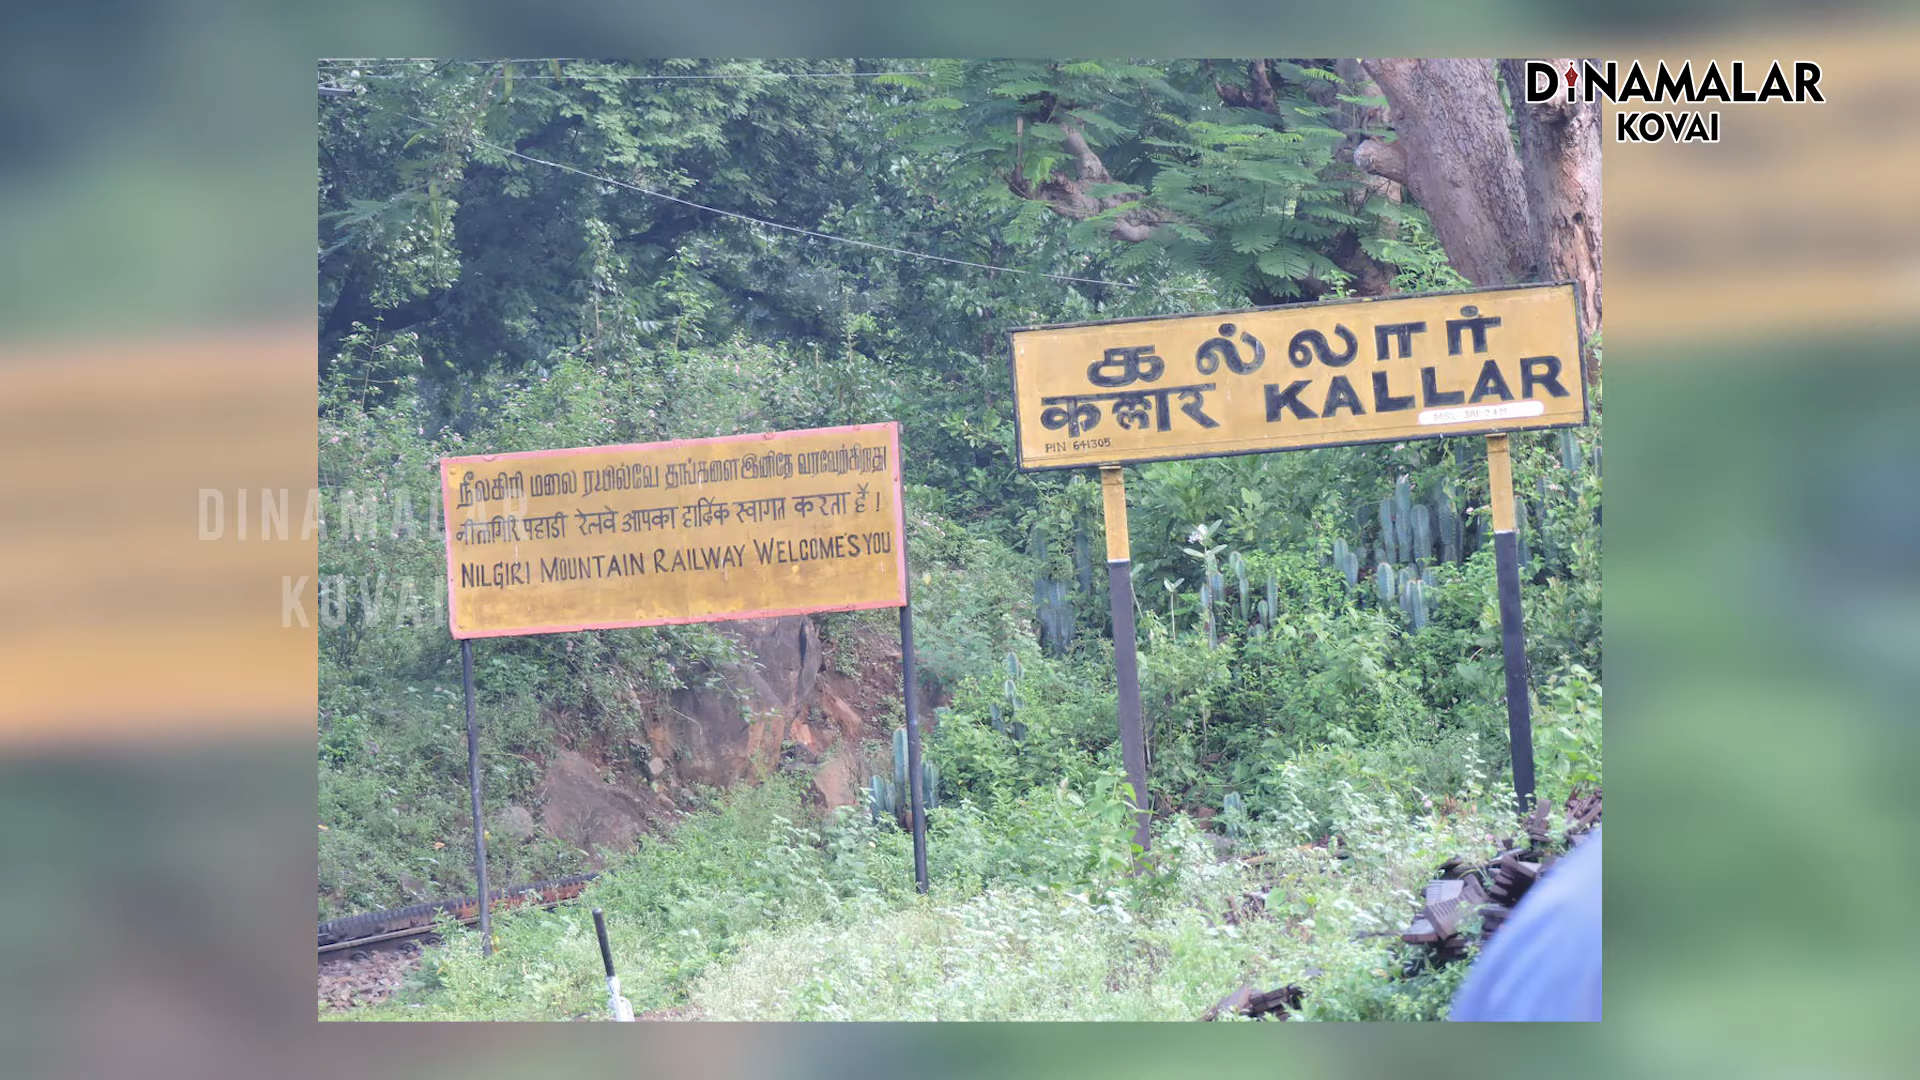 DINAMALAR
KOVAI
கல்லார்
कल्लार KALLAR
PIN 641305
நீலகிரி மலை ரயில்வே தங்களை இனிதே வரவேற்கிறது
नीलगिरि पहाडी रेलवे आपका हार्दिक स्वागत करता हैं !
NILGIRI MOUNTAIN RAILWAY WELCOME'S YOU
DINAMALAR
KOVAI